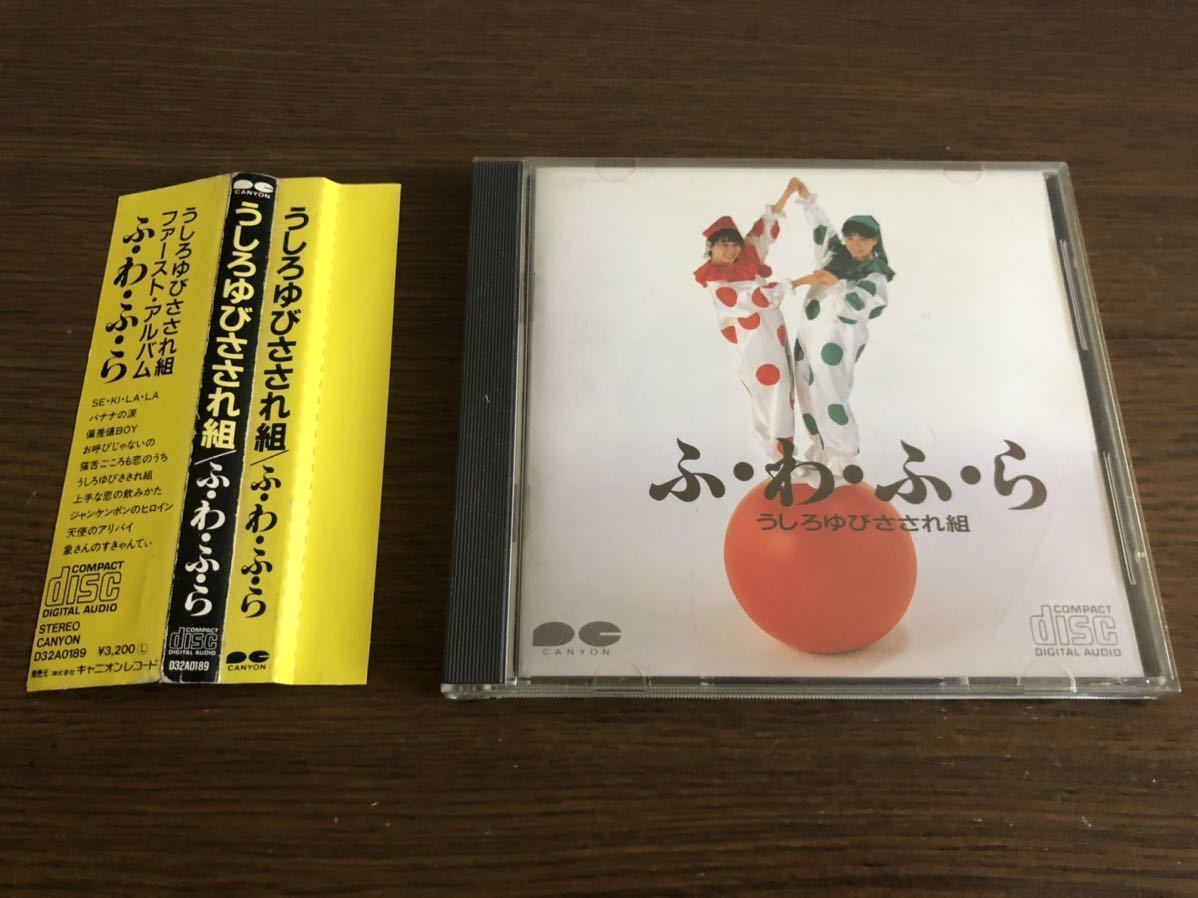 うしろゆびさされ組
ファースト・アルバム
ふ・わ・ふ・ら
SE・KI・LA・LA
バナナの涙
偏差値BOY
お呼びじゃないの
猫舌ごころも恋のうち
うしろゆびさされ組
上手な恋の飲みかた
ジャンケンポンのヒロイン
天使のアリバイ
象さんのすきゃんてぃ
COMPACT
disc
DIGITAL AUDIO
STEREO
CANYON
D32A0189 ¥3,200 Ⓛ
発売元 株式会社 キャニオンレコード
CANYON
うしろゆびさされ組/ふ・わ・ふ・ら
COMPACT
disc
DIGITAL AUDIO
D32A0189
うしろゆびさされ組/ふ・わ・ふ・ら
CANYON
ふ・わ・ふ・ら
うしろゆびさされ組
CANYON
COMPACT
disc
DIGITAL AUDIO